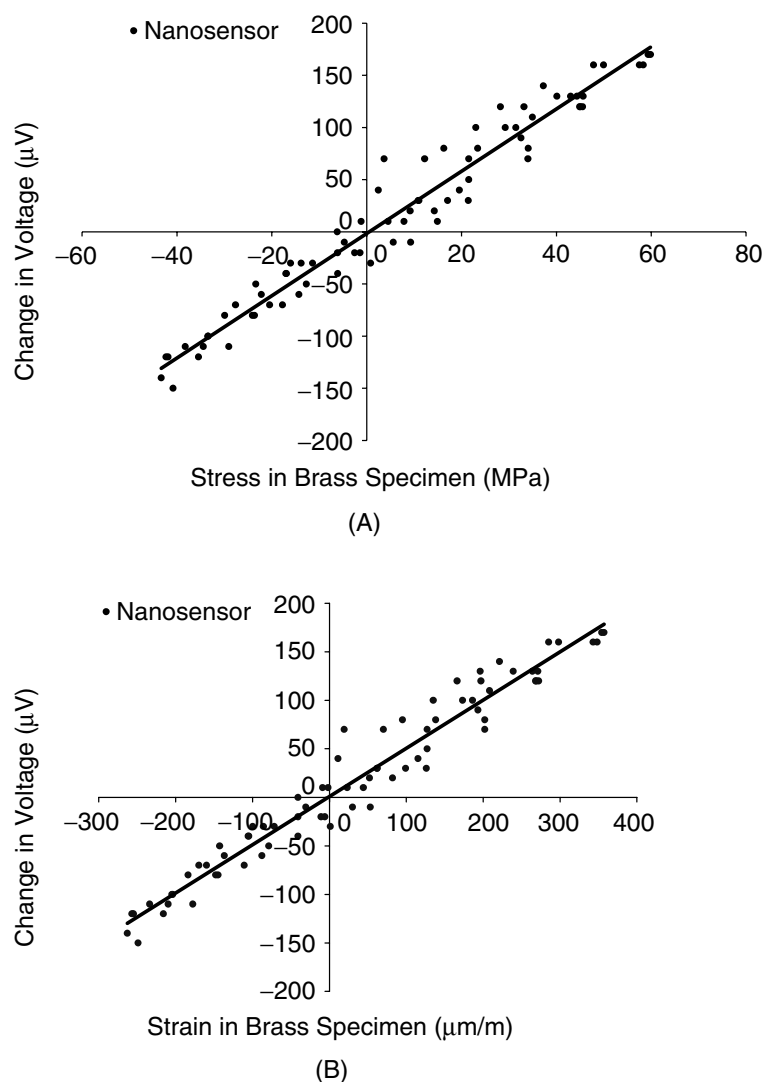 Nanosensor
200
150
100
50
0
−50
−100
−150
−200
−60 −40 −20 0 20 40 60 80
Change in Voltage (μV)
Stress in Brass Specimen (MPa)
(A)
Nanosensor
200
150
100
50
0
−50
−100
−150
−200
−300 −200 −100 0 100 200 300 400
Change in Voltage (μV)
Strain in Brass Specimen (μm/m)
(B)